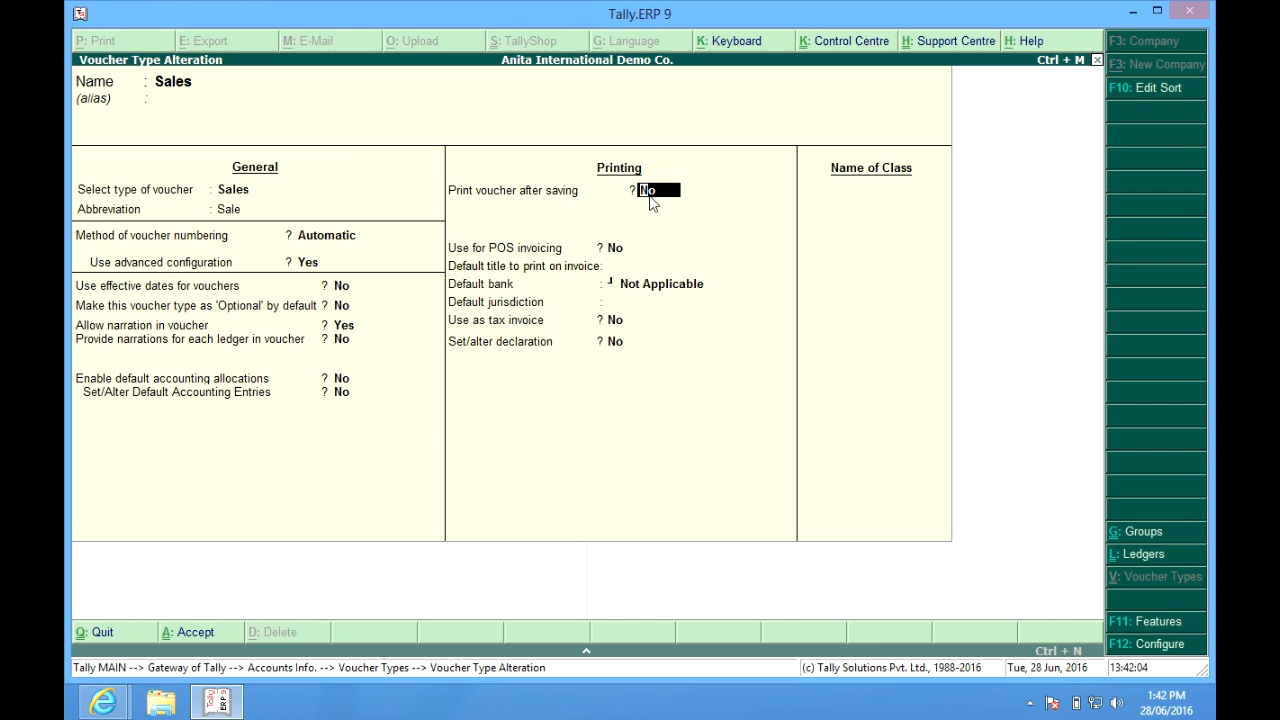 Tally.ERP 9
P: Print E: Export M: E-Mail O: Upload S: TallyShop G: Language K: Keyboard K: Control Centre H: Support Centre H: Help
F3: Company
Voucher Type Alteration Anita International Demo Co. Ctrl + M
F3: New Company
Name : Sales
F10: Edit Sort
(alias) :
General Printing Name of Class
Select type of voucher : Sales
Print voucher after saving ? No
Abbreviation : Sale
Method of voucher numbering ? Automatic
Use for POS invoicing ? No
Use advanced configuration ? Yes
Default title to print on invoice:
Use effective dates for vouchers ? No
Default bank : ┘ Not Applicable
Make this voucher type as 'Optional' by default ? No
Default jurisdiction :
Allow narration in voucher ? Yes
Use as tax invoice ? No
Provide narrations for each ledger in voucher ? No
Set/alter declaration ? No
Enable default accounting allocations ? No
Set/Alter Default Accounting Entries ? No
G: Groups
L: Ledgers
V: Voucher Types
F11: Features
Q: Quit A: Accept D: Delete
F12: Configure
Ctrl + N
Tally MAIN --> Gateway of Tally --> Accounts Info. --> Voucher Types --> Voucher Type Alteration (c) Tally Solutions Pvt. Ltd., 1988-2016 Tue, 28 Jun, 2016 13:42:04
Tally ERP 9
1:42 PM
28/06/2016